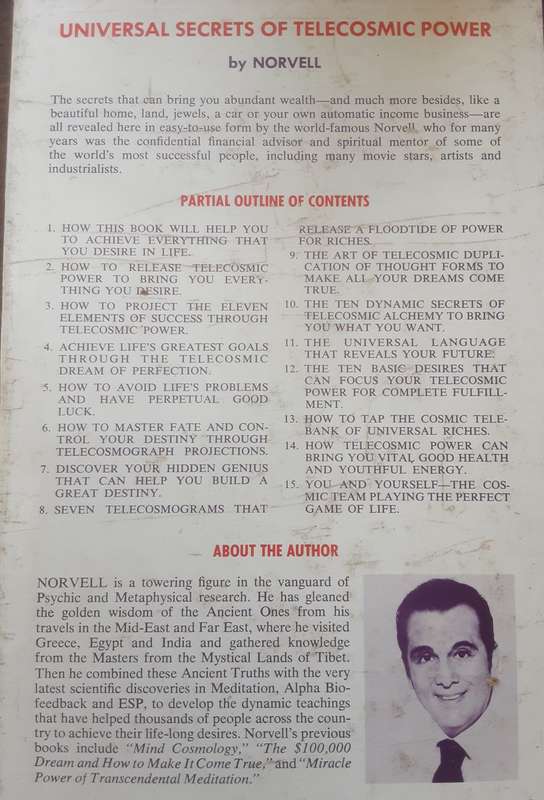 UNIVERSAL SECRETS OF TELECOSMIC POWER
by NORVELL
The secrets that can bring you abundant wealth—and much more besides, like a
beautiful home, land, jewels, a car or your own automatic income business—are
all revealed here in easy-to-use form by the world-famous Norvell, who for many
years was the confidential financial advisor and spiritual mentor of some of
the world's most successful people, including many movie stars, artists and
industrialists.
PARTIAL OUTLINE OF CONTENTS
1. HOW THIS BOOK WILL HELP YOU
TO ACHIEVE EVERYTHING THAT
YOU DESIRE IN LIFE.
2. HOW TO RELEASE TELECOSMIC
POWER TO BRING YOU EVERY-
THING YOU DESIRE.
3. HOW TO PROJECT THE ELEVEN
ELEMENTS OF SUCCESS THROUGH
TELECOSMIC POWER.
4. ACHIEVE LIFE'S GREATEST GOALS
THROUGH THE TELECOSMIC
DREAM OF PERFECTION.
5. HOW TO AVOID LIFE'S PROBLEMS
AND HAVE PERPETUAL GOOD
LUCK.
6. HOW TO MASTER FATE AND CON-
TROL YOUR DESTINY THROUGH
TELECOSMOGRAPH PROJECTIONS.
7. DISCOVER YOUR HIDDEN GENIUS
THAT CAN HELP YOU BUILD A
GREAT DESTINY.
8. SEVEN TELECOSMOGRAMS THAT
RELEASE A FLOODTIDE OF POWER
FOR RICHES.
9. THE ART OF TELECOSMIC DUPLI-
CATION OF THOUGHT FORMS TO
MAKE ALL YOUR DREAMS COME
TRUE.
10. THE TEN DYNAMIC SECRETS OF
TELECOSMIC ALCHEMY TO BRING
YOU WHAT YOU WANT.
11. THE UNIVERSAL LANGUAGE
THAT REVEALS YOUR FUTURE.
12. THE TEN BASIC DESIRES THAT
CAN FOCUS YOUR TELECOSMIC
POWER FOR COMPLETE FULFILL-
MENT.
13. HOW TO TAP THE COSMIC TELE-
BANK OF UNIVERSAL RICHES.
14. HOW TELECOSMIC POWER CAN
BRING YOU VITAL GOOD HEALTH
AND YOUTHFUL ENERGY.
15. YOU AND YOURSELF—THE COS-
MIC TEAM PLAYING THE PERFECT
GAME OF LIFE.
ABOUT THE AUTHOR
NORVELL is a towering figure in the vanguard of
Psychic and Metaphysical research. He has gleaned
the golden wisdom of the Ancient Ones from his
travels in the Mid-East and Far East, where he visited
Greece, Egypt and India and gathered knowledge
from the Masters from the Mystical Lands of Tibet.
Then he combined these Ancient Truths with the very
latest scientific discoveries in Meditation, Alpha Bio-
feedback and ESP, to develop the dynamic teachings
that have helped thousands of people across the coun-
try to achieve their life-long desires. Norvell's previous
books include "Mind Cosmology," "The $100,000
Dream and How to Make It Come True," and "Miracle
Power of Transcendental Meditation."